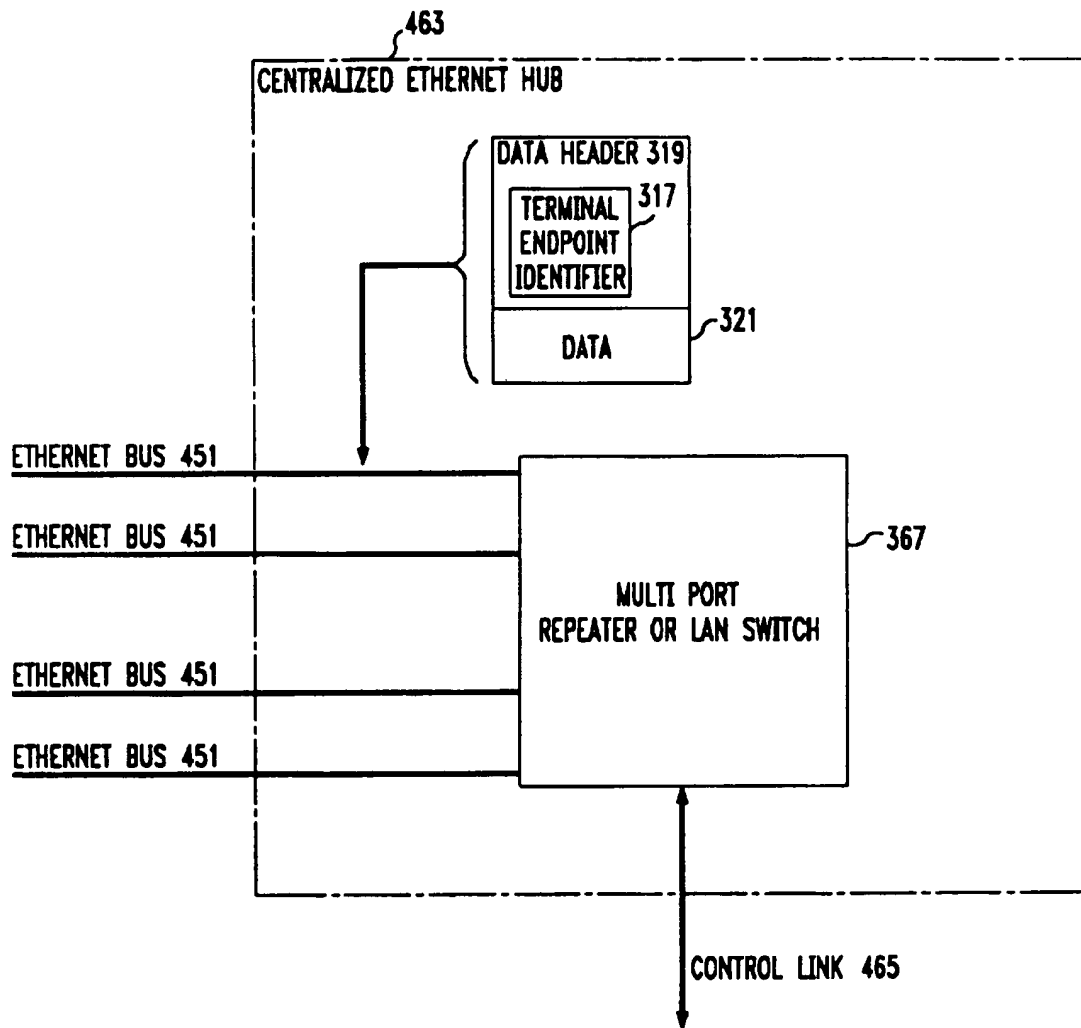 463
CENTRALIZED ETHERNET HUB
DATA HEADER 319
317
TERMINAL
ENDPOINT
IDENTIFIER
321
DATA
ETHERNET BUS 451
ETHERNET BUS 451
367
MULTI PORT
REPEATER OR LAN SWITCH
ETHERNET BUS 451
ETHERNET BUS 451
CONTROL LINK 465